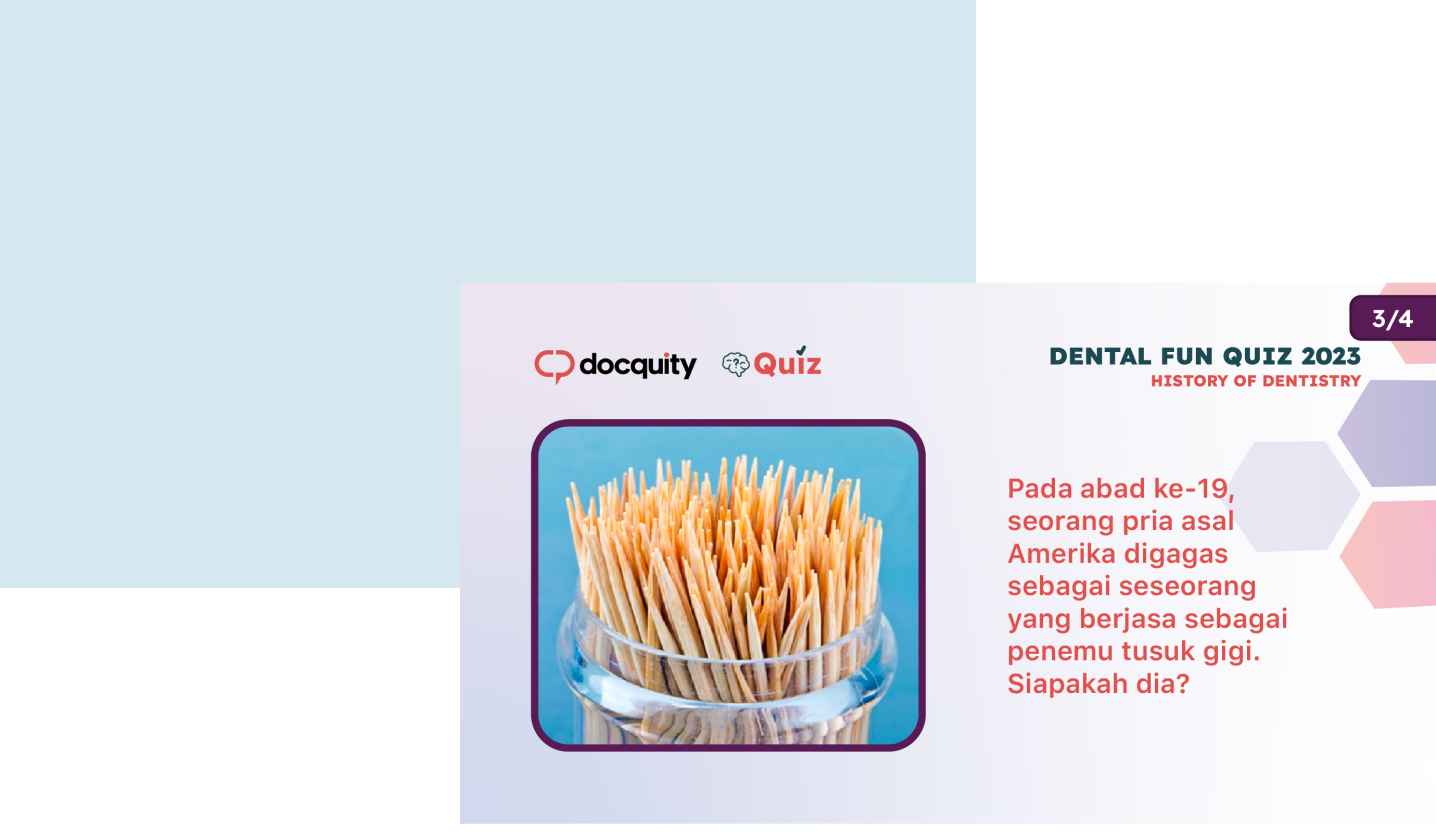 3/4
docquity Quiz
DENTAL FUN QUIZ 2023
HISTORY OF DENTISTRY
Pada abad ke-19,
seorang pria asal
Amerika digagas
sebagai seseorang
yang berjasa sebagai
penemu tusuk gigi.
Siapakah dia?